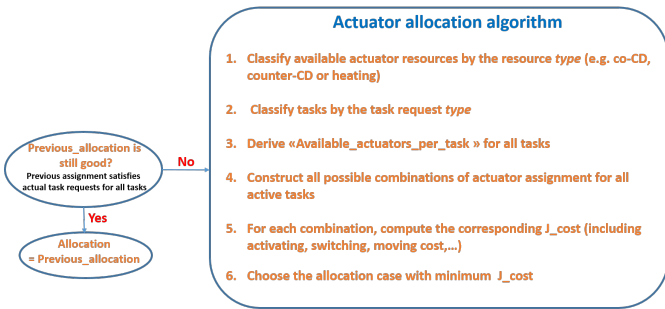 Actuator allocation algorithm
1. Classify available actuator resources by the resource type (e.g. co-CD,
counter-CD or heating)
2. Classify tasks by the task request type
3. Derive «Available_actuators_per_task » for all tasks
4. Construct all possible combinations of actuator assignment for all
active tasks
5. For each combination, compute the corresponding J_cost (including
activating, switching, moving cost,...)
6. Choose the allocation case with minimum J_cost
Previous_allocation is
still good?
Previous assignment satisfies
actual task requests for all tasks
No
Yes
Allocation
= Previous_allocation